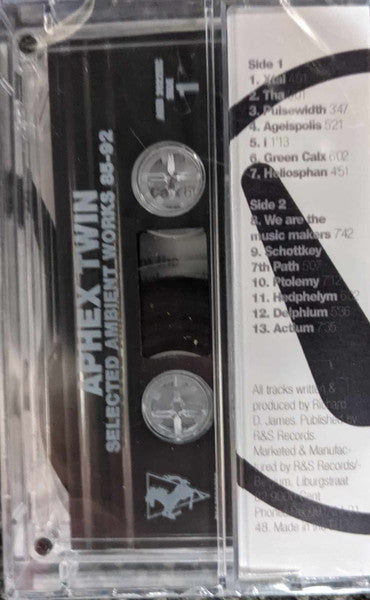 APHEX TWIN
SELECTED AMBIENT WORKS 85-92
1
Side 1
1. Xtal 4'51
2. Tha
3. Pulsewidth 3'47
4. Ageispolis 5'21
5. i 1'13
6. Green Calx 6'02
7. Heliosphan 4'51
Side 2
8. We are the
music makers 7'42
9. Schottkey
7th Path 5'07
10. Ptolemy 7'12
11. Hedphelym 6'02
12. Delphium 5'36
13. Actium 7'35
All tracks written &
produced by Richard
D. James. Published by
R&S Records.
Marketed & Manufac-
tured by R&S Records/-
Belgium. Liburgstraat
Gent
Phone
48. Made in